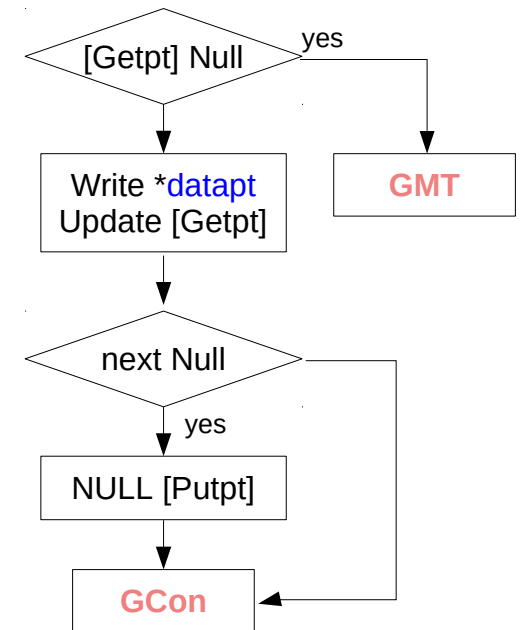 [Getpt] Null
yes
Write *datapt
Update [Getpt]
GMT
next Null
yes
NULL [Putpt]
GCon